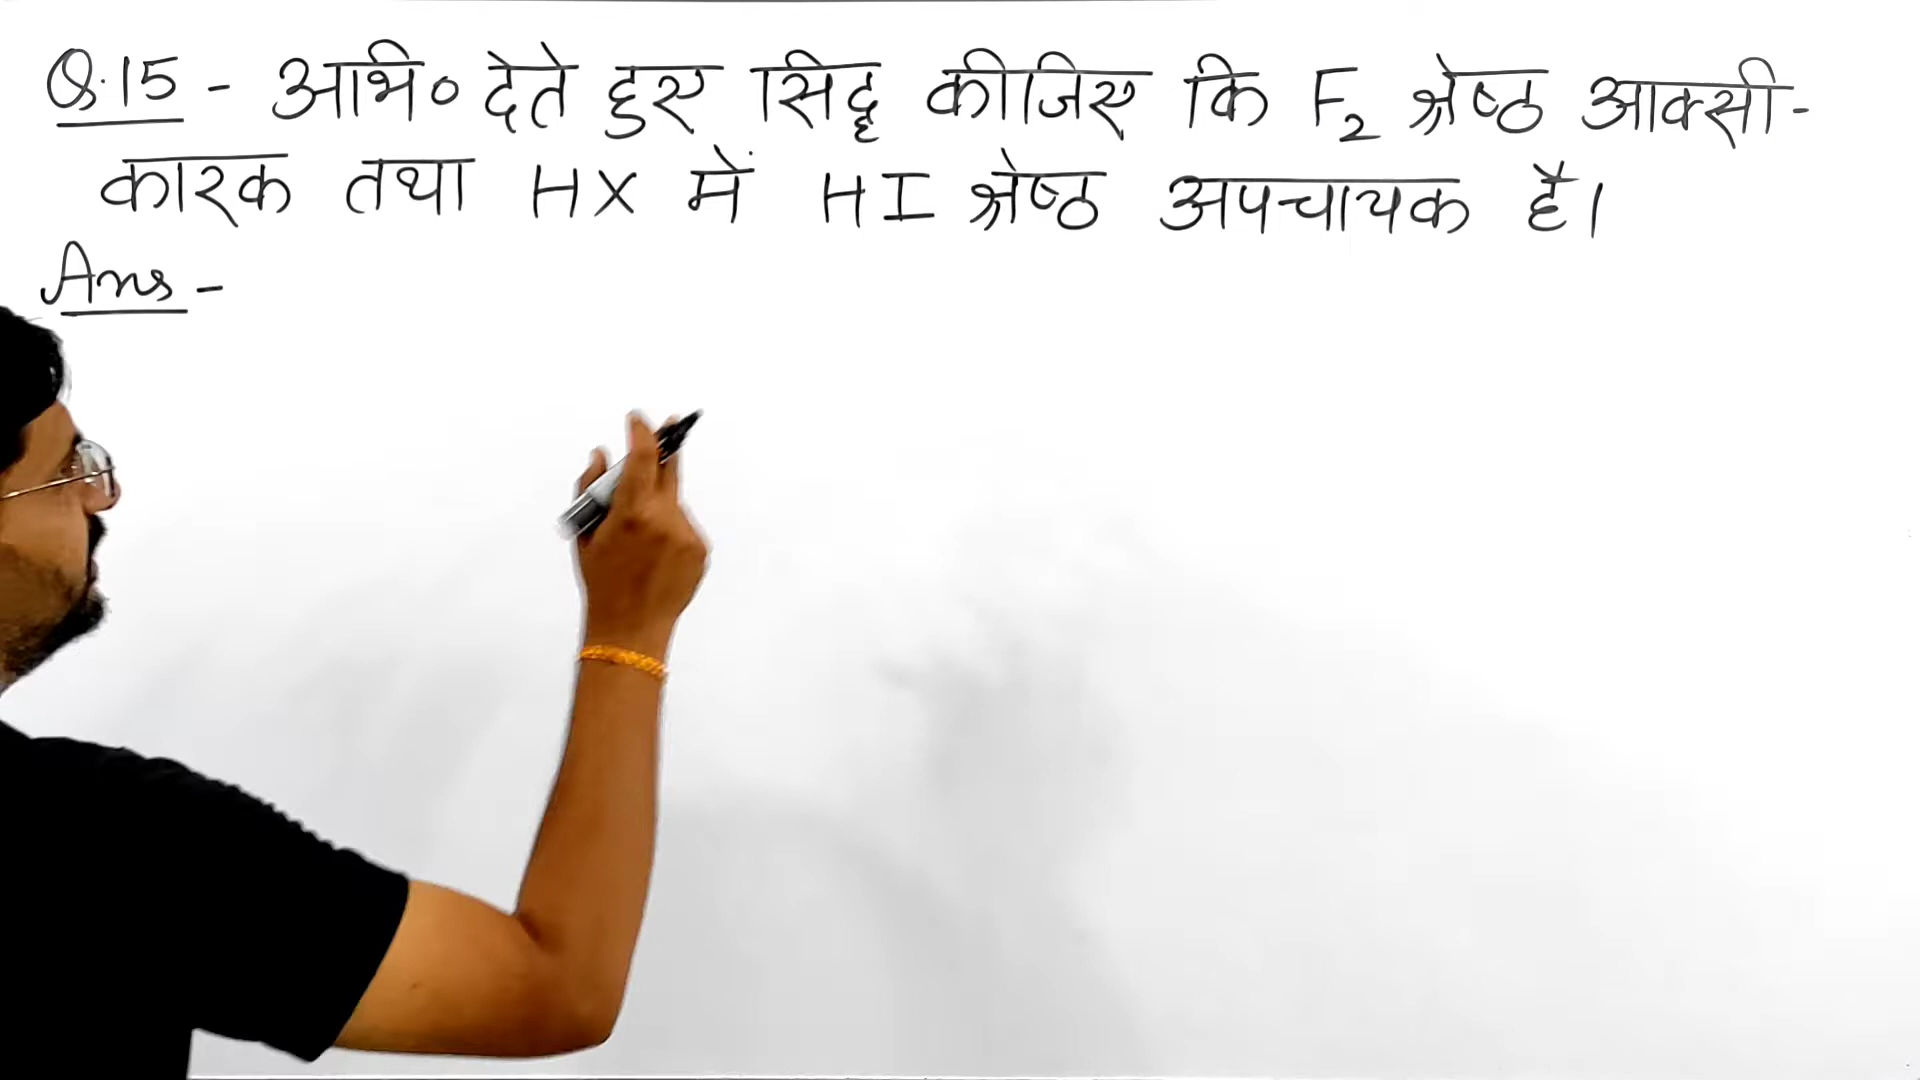 Q.15 - अभि० देते हुए सिद्ध कीजिए कि F₂ श्रेष्ठ आक्सी-
कारक तथा HX में HI श्रेष्ठ अपचायक है।
Ans -